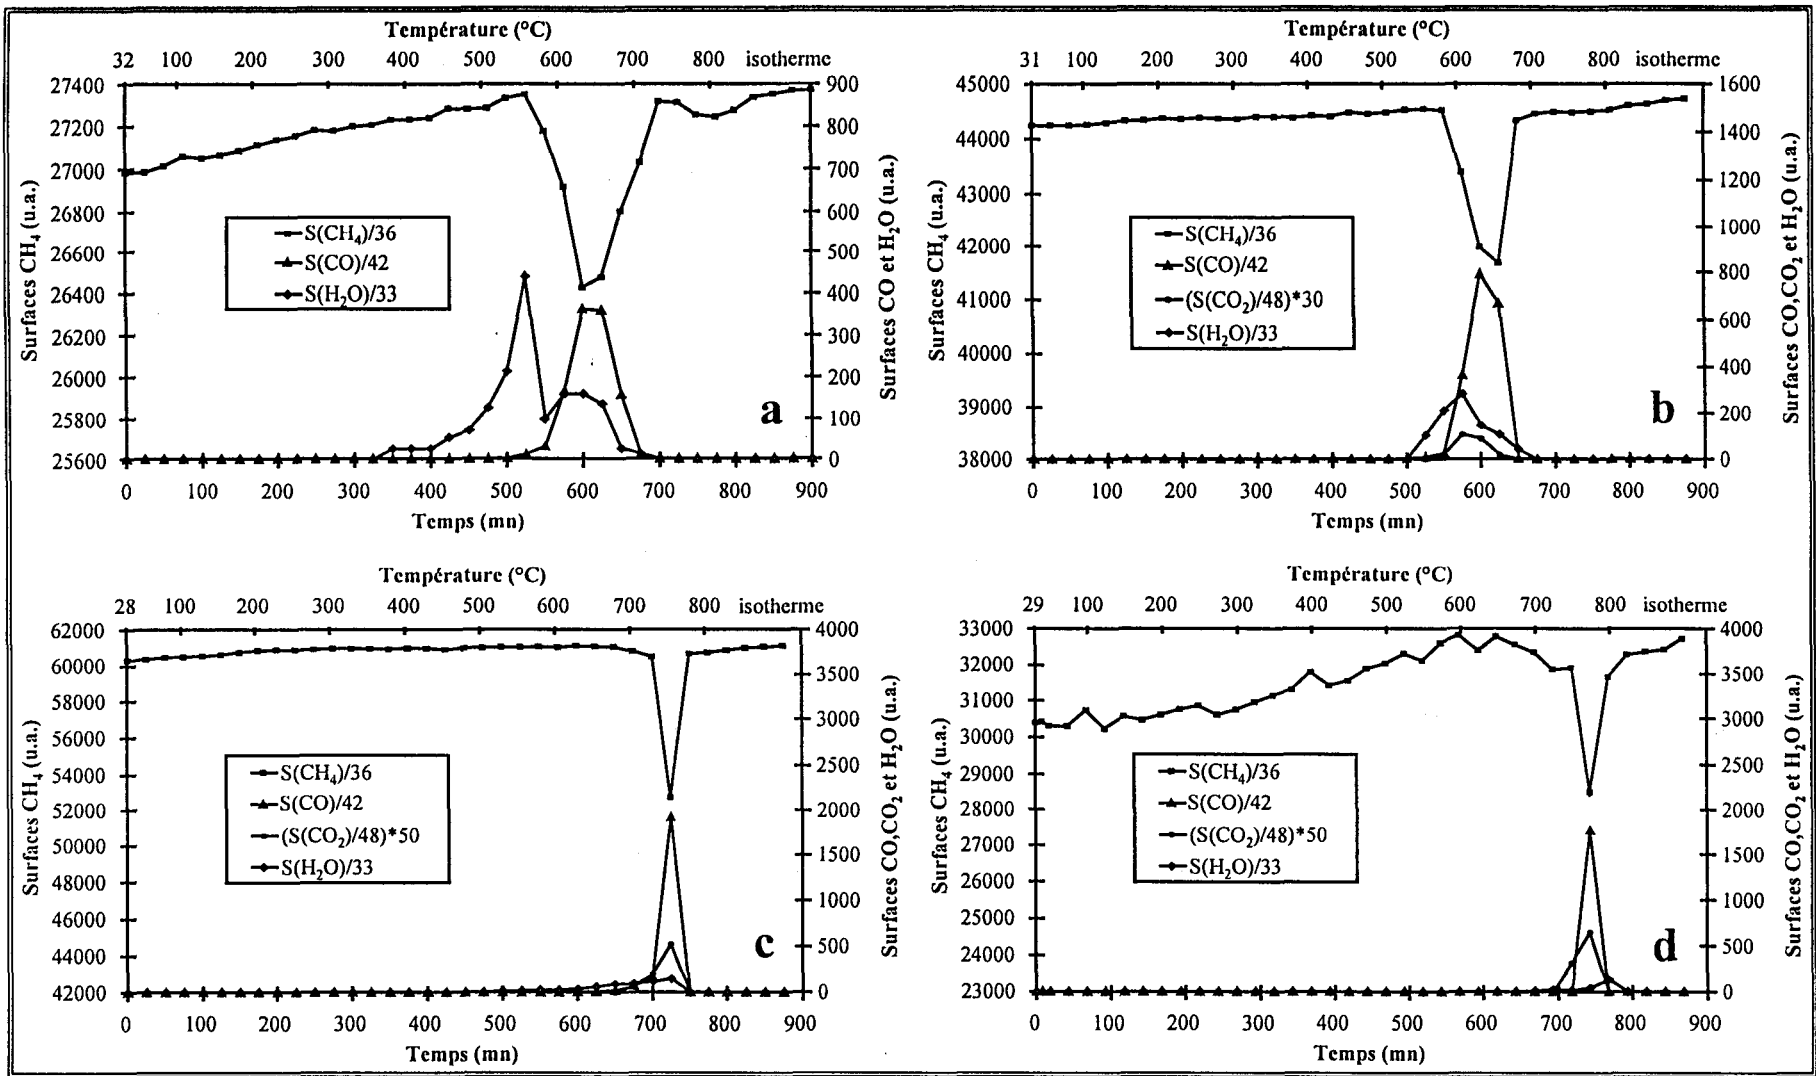 Température (°C)
32 100 200 300 400 500 600 700 800 isotherme
27400
27200
27000
26800
26600
26400
26200
26000
25800
25600
Surfaces CH₄ (u.a.)
S(CH₄)/36
S(CO)/42
S(H₂O)/33
a
900
800
700
600
500
400
300
200
100
0
Surfaces CO et H₂O (u.a.)
0 100 200 300 400 500 600 700 800 900
Temps (mn)
Température (°C)
31 100 200 300 400 500 600 700 800 isotherme
45000
44000
43000
42000
41000
40000
39000
38000
Surfaces CH₄ (u.a.)
S(CH₄)/36
S(CO)/42
(S(CO₂)/48)*30
S(H₂O)/33
b
1600
1400
1200
1000
800
600
400
200
0
Surfaces CO,CO₂ et H₂O (u.a.)
0 100 200 300 400 500 600 700 800 900
Temps (mn)
Température (°C)
28 100 200 300 400 500 600 700 800 isotherme
62000
60000
58000
56000
54000
52000
50000
48000
46000
44000
42000
Surfaces CH₄ (u.a.)
S(CH₄)/36
S(CO)/42
(S(CO₂)/48)*50
S(H₂O)/33
c
4000
3500
3000
2500
2000
1500
1000
500
0
Surfaces CO,CO₂ et H₂O (u.a.)
0 100 200 300 400 500 600 700 800 900
Temps (mn)
Température (°C)
29 100 200 300 400 500 600 700 800 isotherme
33000
32000
31000
30000
29000
28000
27000
26000
25000
24000
23000
Surfaces CH₄ (u.a.)
S(CH₄)/36
S(CO)/42
(S(CO₂)/48)*50
S(H₂O)/33
d
4000
3500
3000
2500
2000
1500
1000
500
0
Surfaces CO,CO₂ et H₂O (u.a.)
0 100 200 300 400 500 600 700 800 900
Temps (mn)